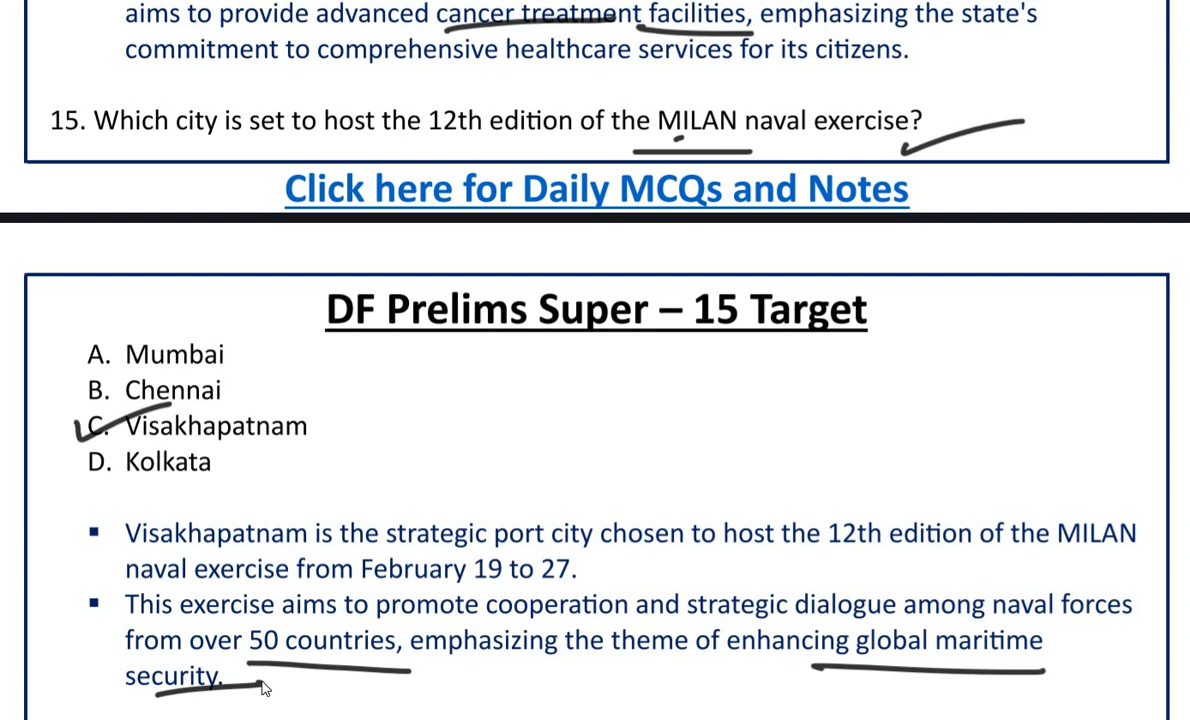 aims to provide advanced cancer treatment facilities, emphasizing the state's
commitment to comprehensive healthcare services for its citizens.
15. Which city is set to host the 12th edition of the MILAN naval exercise?
Click here for Daily MCQs and Notes
DF Prelims Super – 15 Target
A. Mumbai
B. Chennai
C. Visakhapatnam
D. Kolkata
▪ Visakhapatnam is the strategic port city chosen to host the 12th edition of the MILAN
naval exercise from February 19 to 27.
▪ This exercise aims to promote cooperation and strategic dialogue among naval forces
from over 50 countries, emphasizing the theme of enhancing global maritime
security.